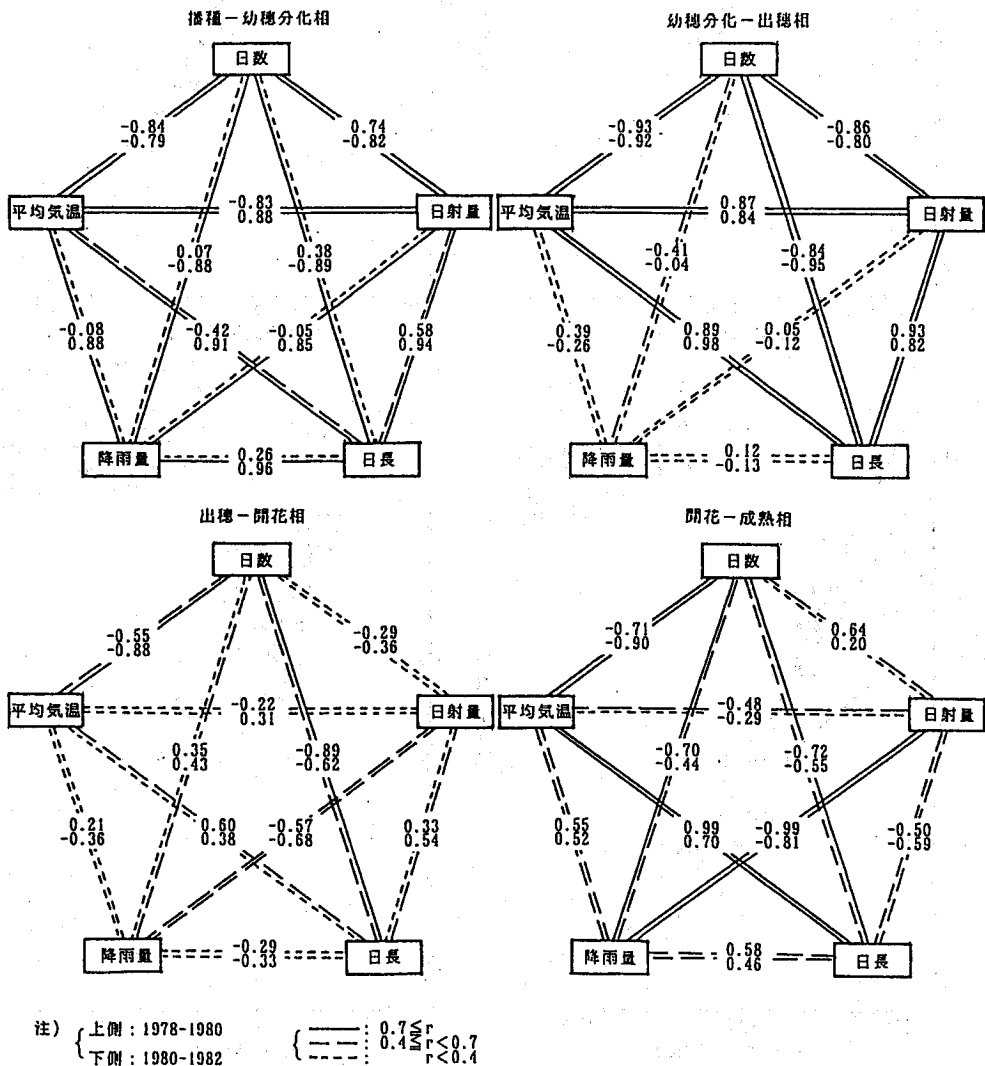 播種－幼穂分化相
日数
-0.84
-0.79
0.74
-0.82
平均気温
-0.83
0.88
日射量
0.07
-0.88
0.38
-0.89
-0.08
0.88
-0.42
0.91
-0.05
0.85
0.58
0.94
降雨量
0.26
0.96
日長
幼穂分化－出穂相
日数
-0.93
-0.92
-0.86
-0.80
平均気温
0.87
0.84
日射量
-0.41
-0.04
-0.84
-0.95
0.39
-0.26
0.89
0.98
0.05
-0.12
0.93
0.82
降雨量
0.12
-0.13
日長
出穂－開花相
日数
-0.55
-0.88
-0.29
-0.36
平均気温
-0.22
0.31
日射量
0.35
0.43
-0.89
-0.62
0.21
-0.36
0.60
0.38
-0.57
-0.68
0.33
0.54
降雨量
-0.29
-0.33
日長
開花－成熟相
日数
-0.71
-0.90
0.64
0.20
平均気温
-0.48
-0.29
日射量
-0.70
-0.44
-0.72
-0.55
0.55
0.52
0.99
0.70
-0.99
-0.81
-0.50
-0.59
降雨量
0.58
0.46
日長
注）
上側：1978-1980
下側：1980-1982
: 0.7≦r
: 0.4≦r<0.7
: r<0.4